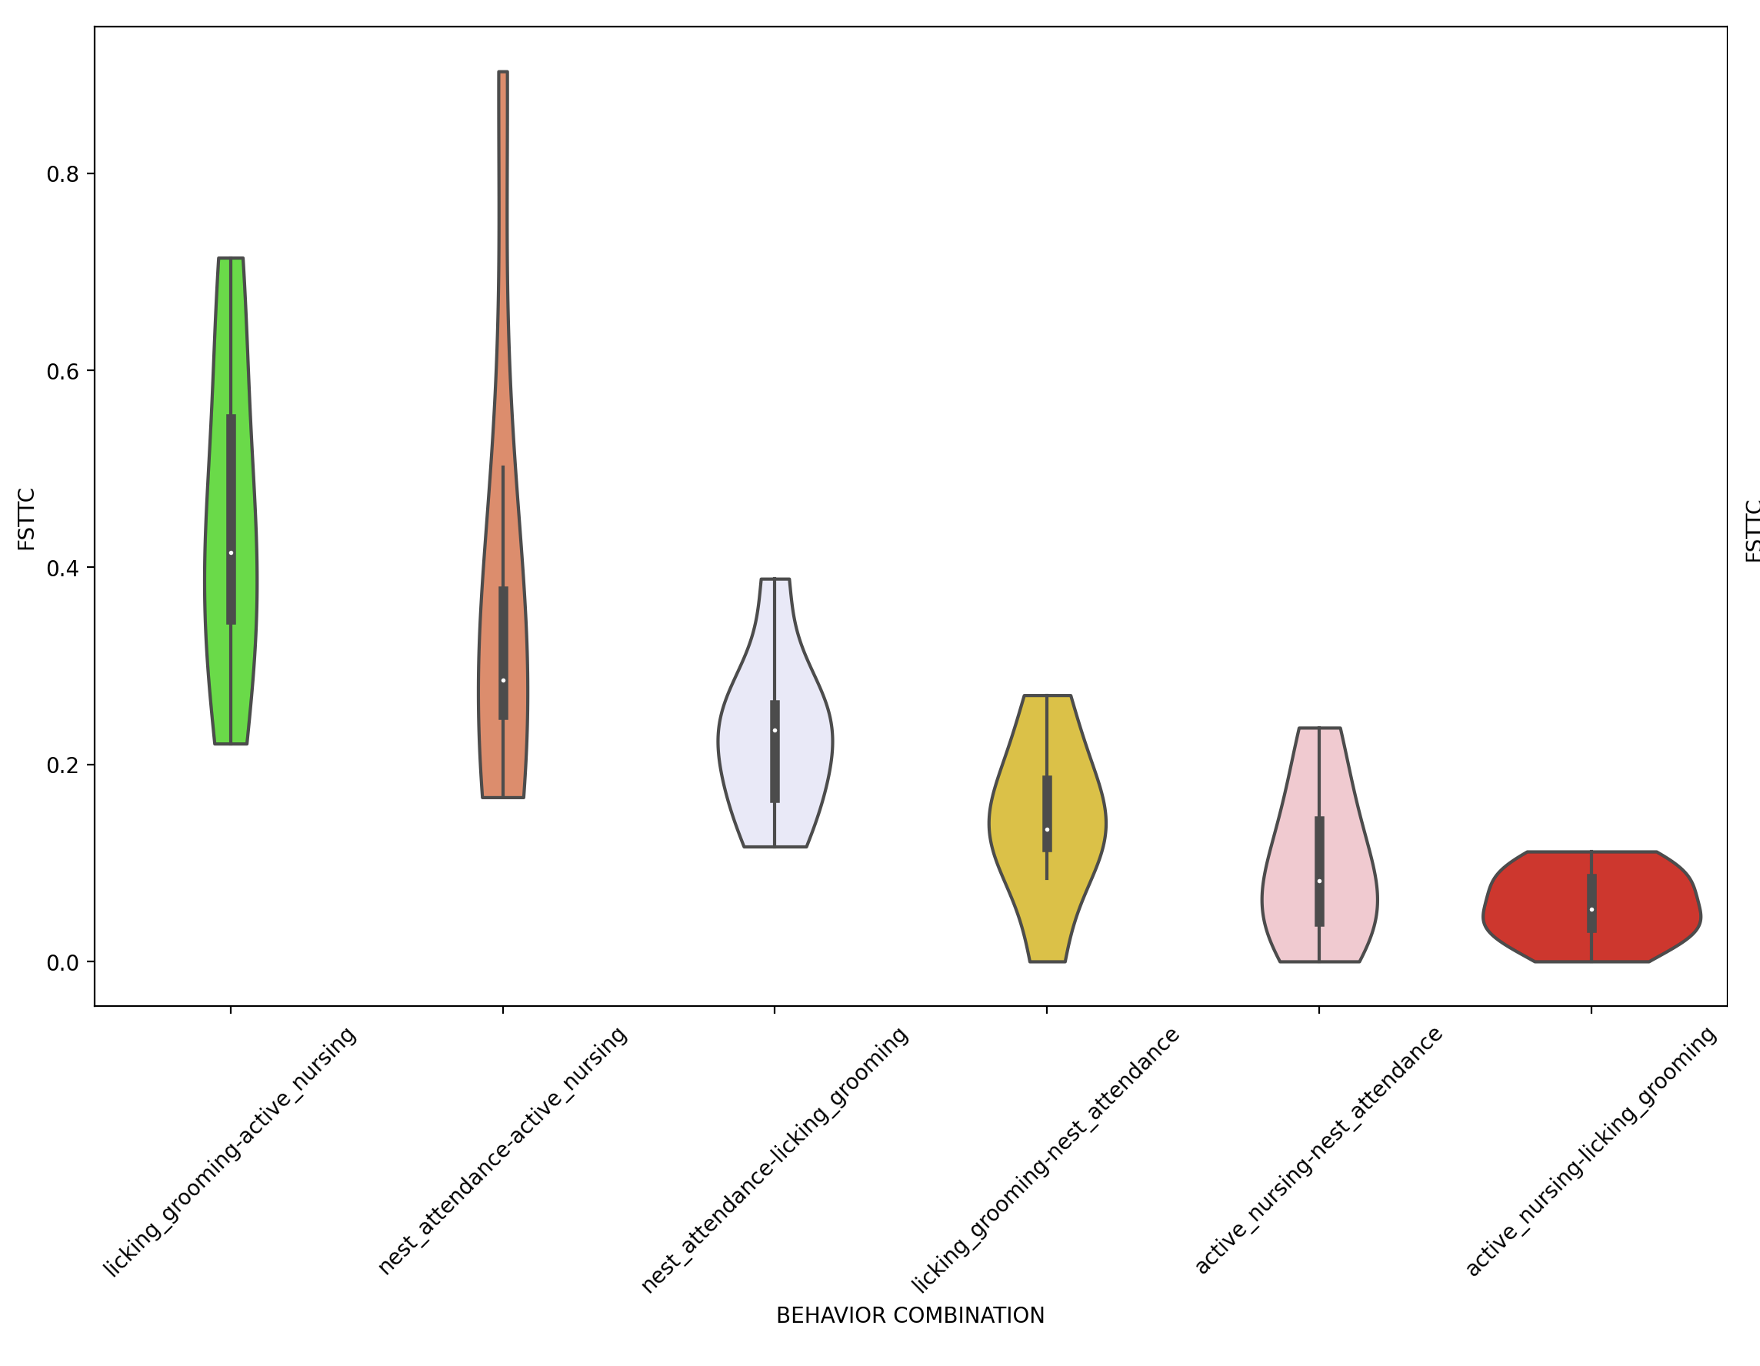 FSTTC
0.8
0.6
0.4
0.2
0.0
licking_grooming-active_nursing
nest_attendance-active_nursing
nest_attendance-licking_grooming
licking_grooming-nest_attendance
active_nursing-nest_attendance
active_nursing-licking_grooming
BEHAVIOR COMBINATION
FSTTC